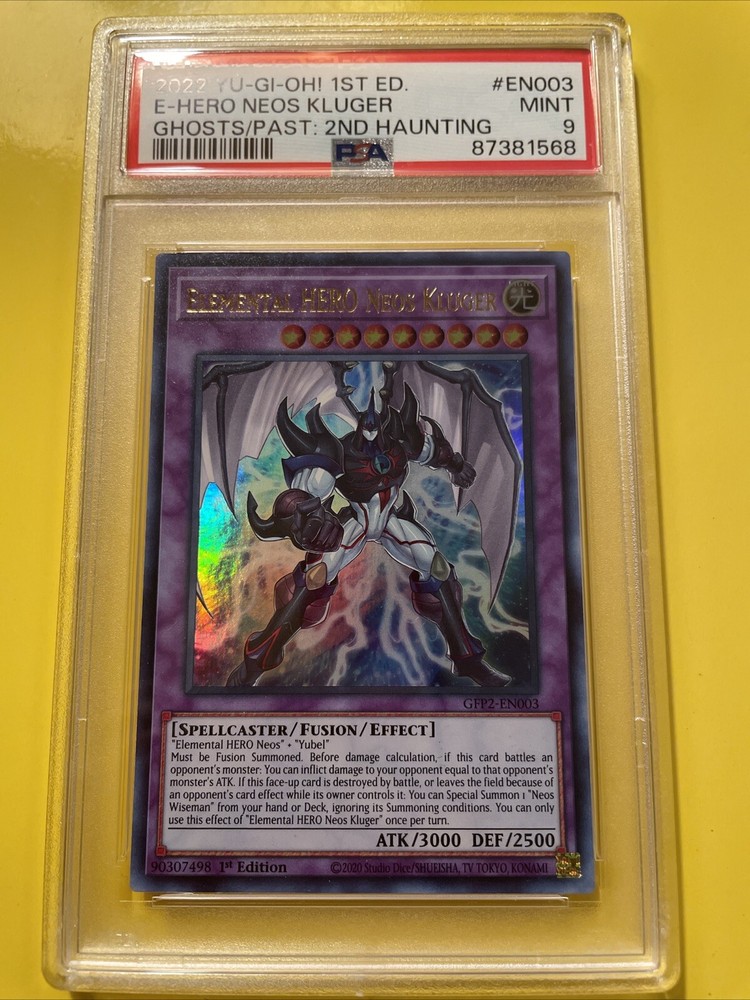 2022 YU-GI-OH! 1ST ED. #EN003
E-HERO NEOS KLUGER MINT
GHOSTS/PAST: 2ND HAUNTING 9
PSA 87381568
ELEMENTAL HERO NEOS KLUGER
LIGHT
光
GFP2-EN003
[SPELLCASTER/FUSION/EFFECT]
"Elemental HERO Neos" + "Yubel"
Must be Fusion Summoned. Before damage calculation, if this card battles an
opponent's monster: You can inflict damage to your opponent equal to that opponent's
monster's ATK. If this face-up card is destroyed by battle, or leaves the field because of
an opponent's card effect while its owner controls it: You can Special Summon 1 "Neos
Wiseman" from your hand or Deck, ignoring its Summoning conditions. You can only
use this effect of "Elemental HERO Neos Kluger" once per turn.
ATK/3000 DEF/2500
90307498 1st Edition ©2020 Studio Dice/SHUEISHA, TV TOKYO, KONAMI